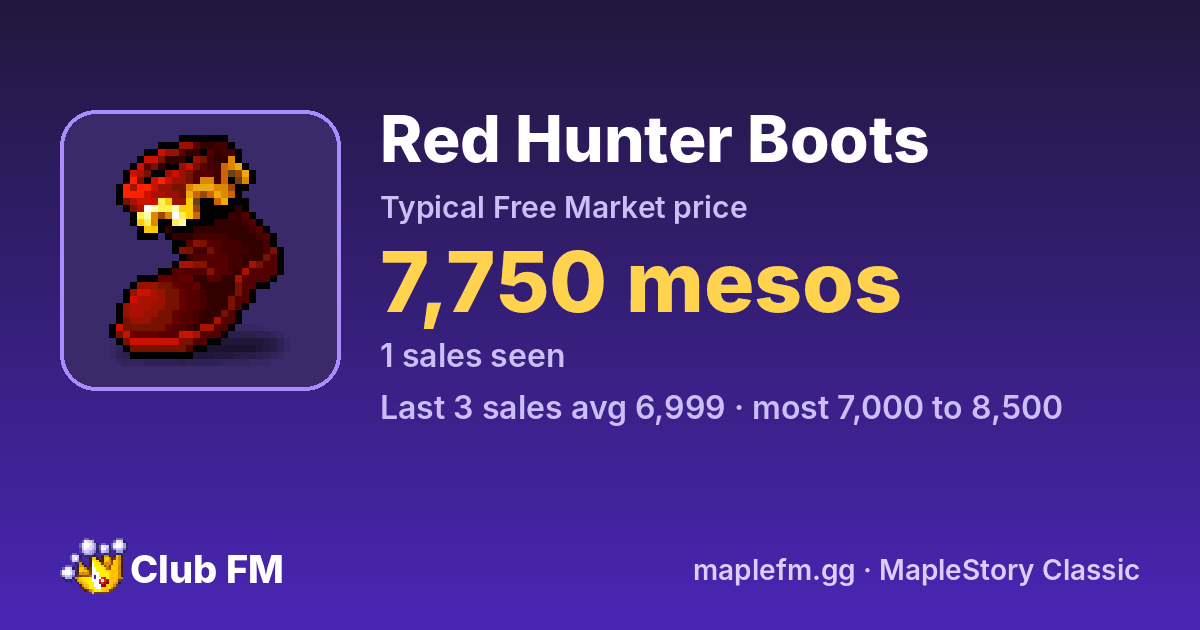 Red Hunter Boots
Typical Free Market price
7,750 mesos
1 sales seen
Last 3 sales avg 6,999 · most 7,000 to 8,500
Club FM
maplefm.gg · MapleStory Classic